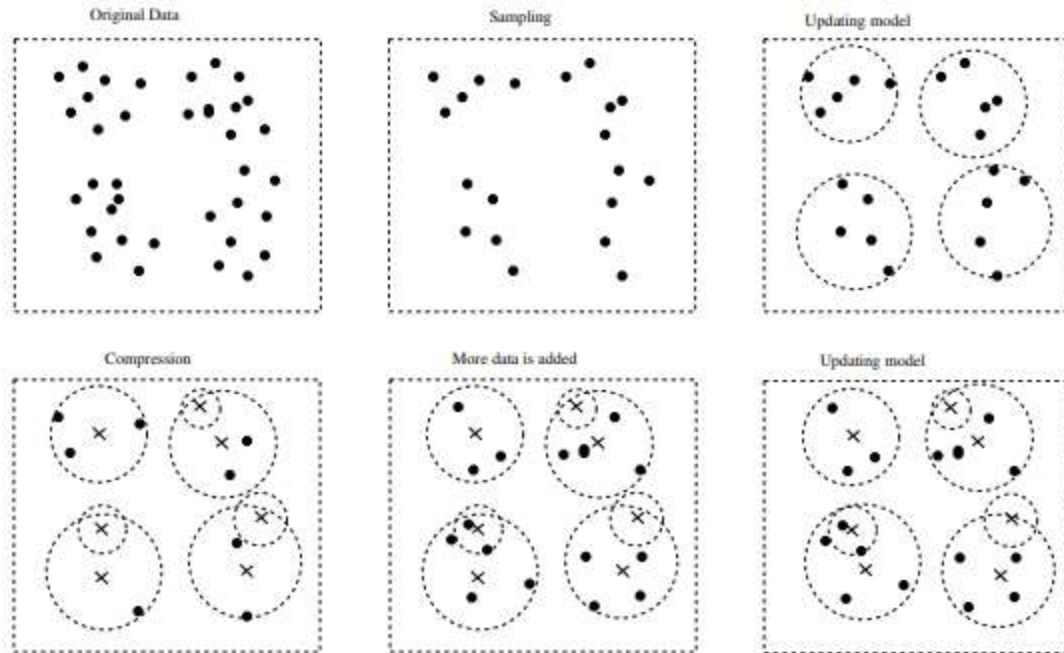 Original Data
Sampling
Updating model
Compression
More data is added
Updating model